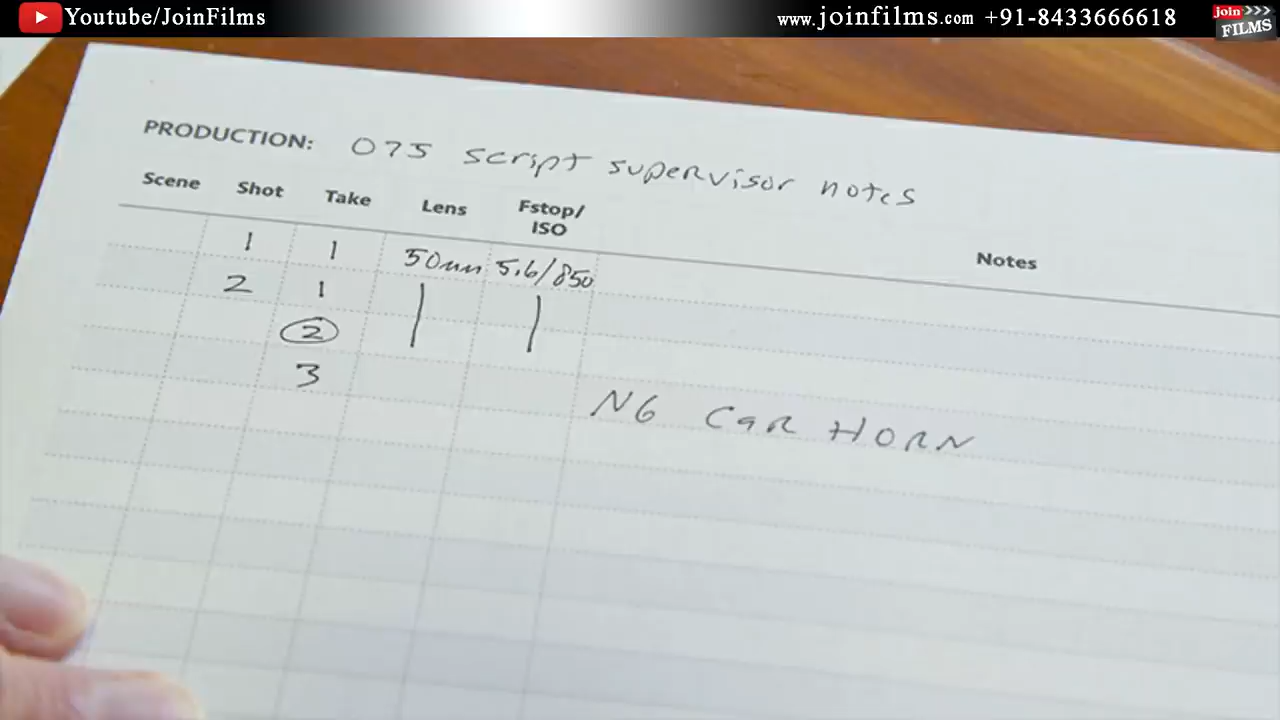 Youtube/JoinFilms www.joinfilms.com +91-8433666618 join FILMS
PRODUCTION: 075 script supervisor notes
Scene Shot Take Lens Fstop/ISO Notes
1 1 50mm 5.6/850
2 1
2
3 NG CAR HORN